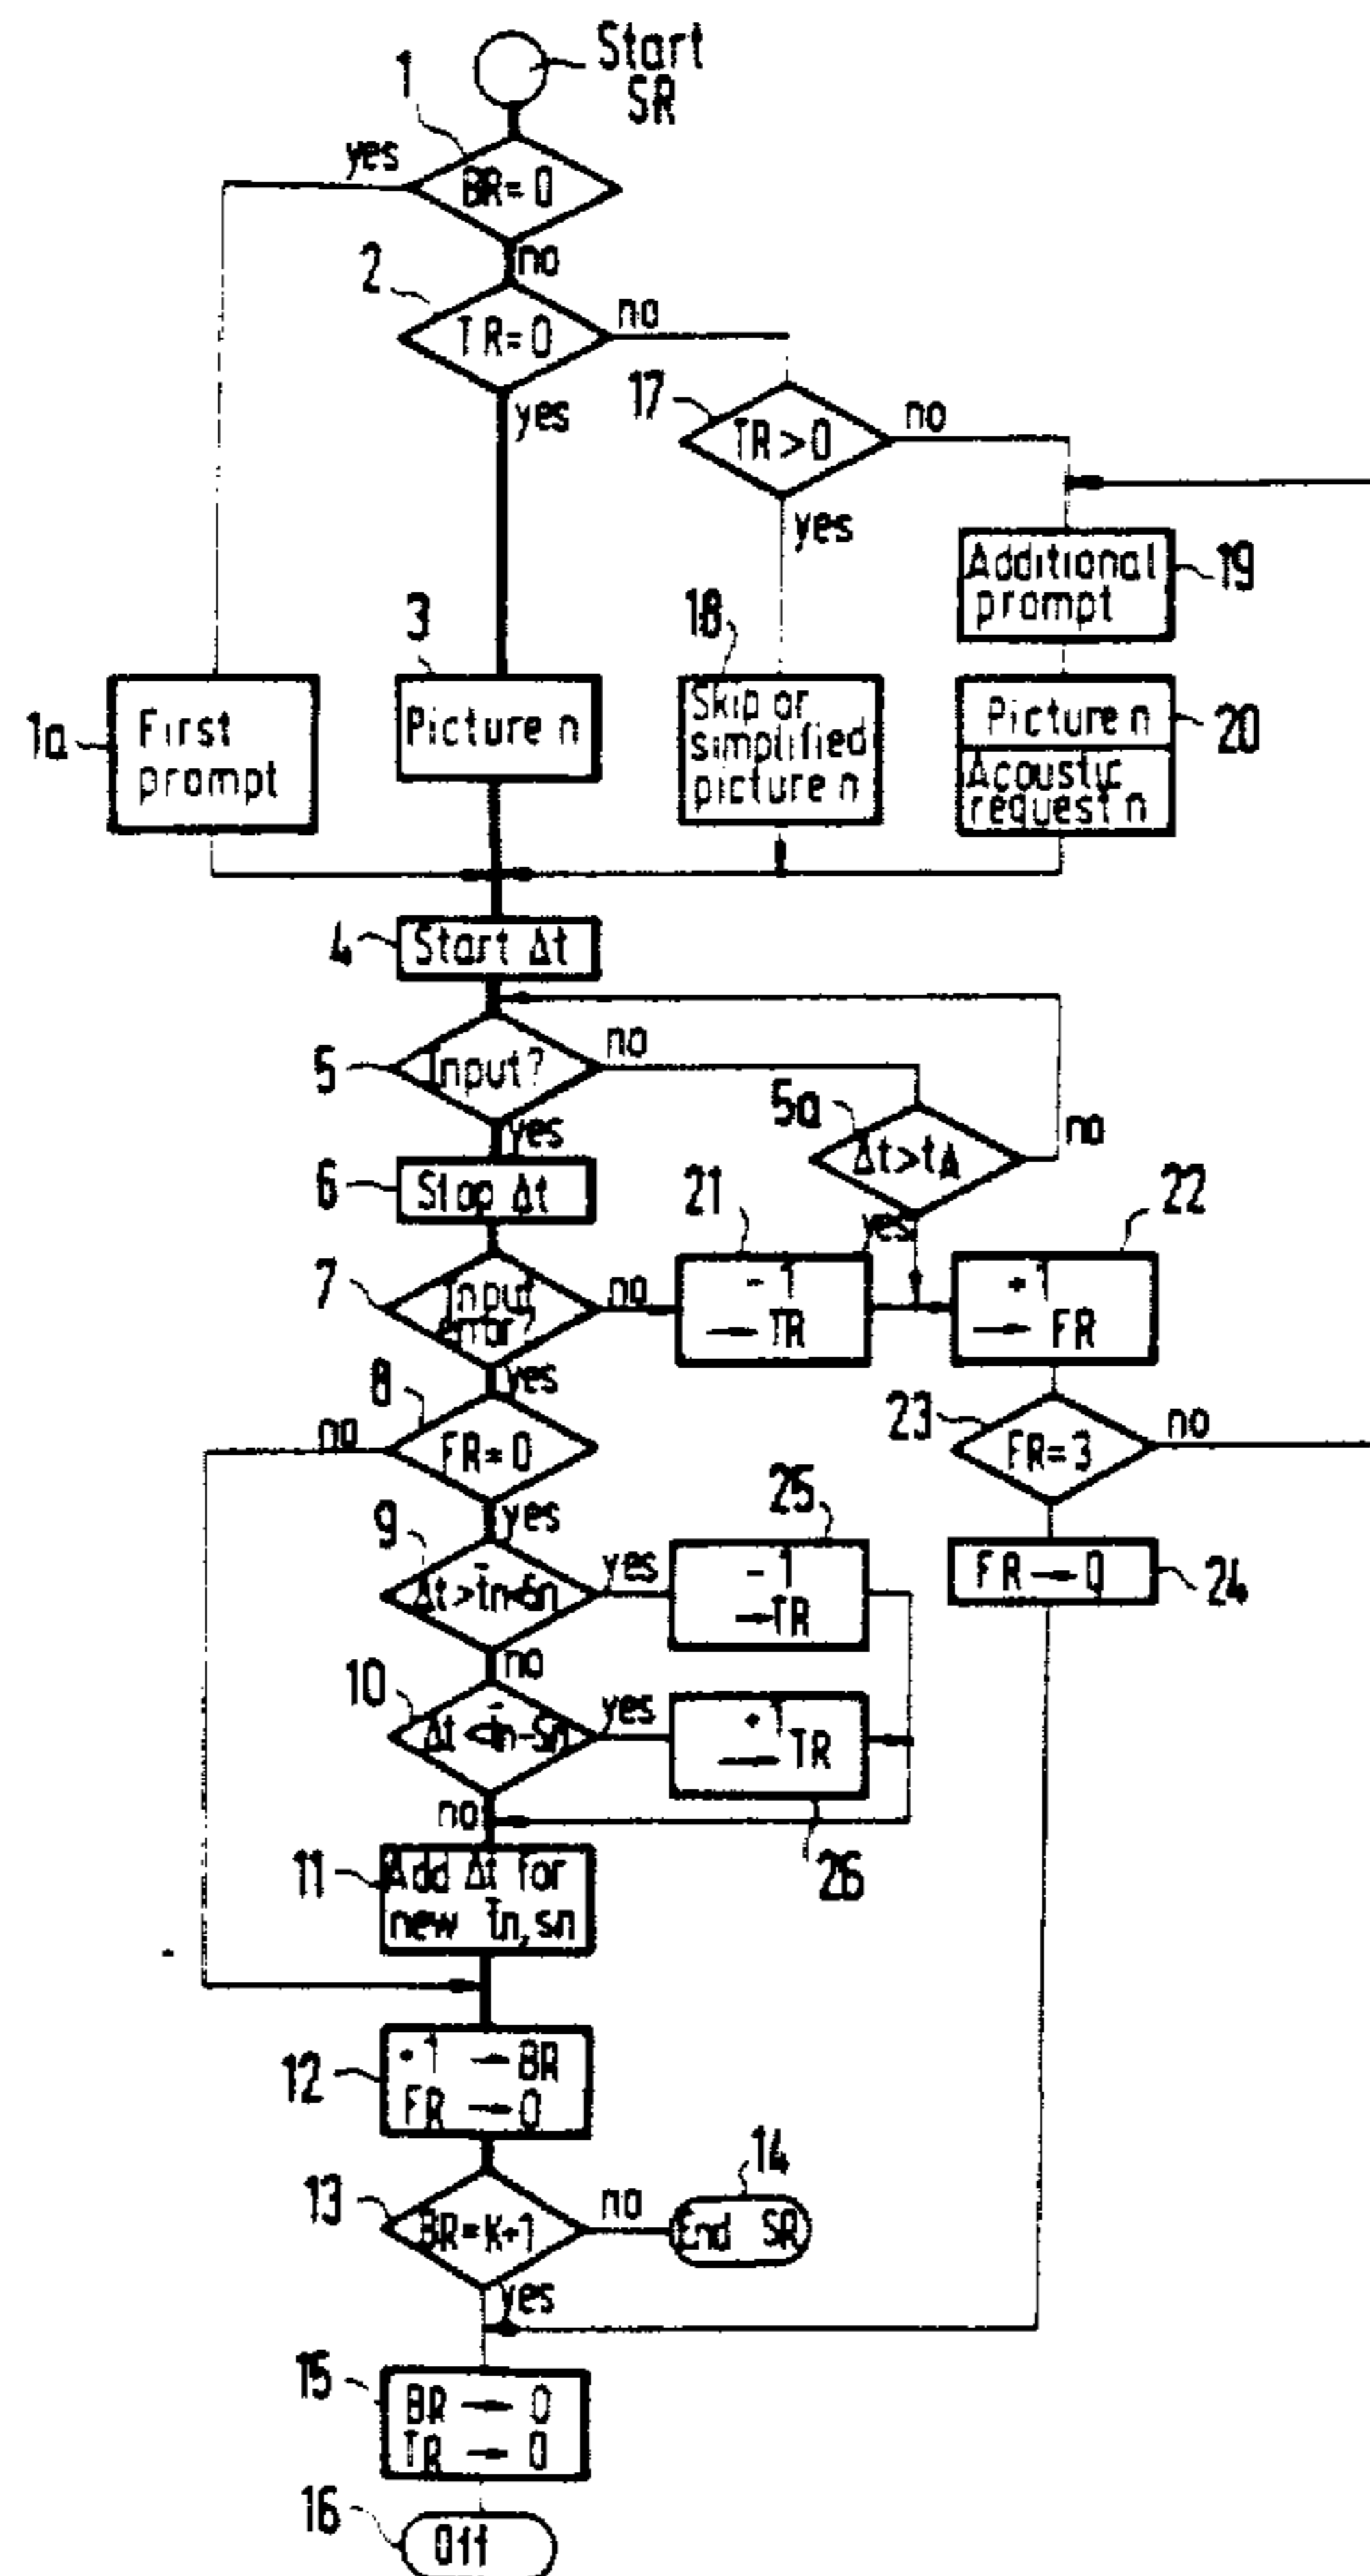 Start
SR
1
yes
BR=0
no
2
TR=0
no
yes
17
TR>0
no
yes
3
18
Additional
prompt
19
1a
First
prompt
Picture n
Skip or
simplified
picture n
Picture n
20
Acoustic
request n
4
Start Δt
5
Input?
no
5a
Δt>tA
no
yes
yes
6
Stop Δt
21
22
7
Input
error?
no
-1
→ TR
+1
→ FR
yes
8
no
FR=0
23
FR=3
no
yes
9
25
yes
-1
→TR
FR→0
24
no
10
yes
+1
→ TR
no
26
11
Add Δt for
new t̄n, sn
12
+1 → BR
FR → 0
13
BR=K+1
no
14
End SR
yes
15
BR → 0
TR → 0
16
Off